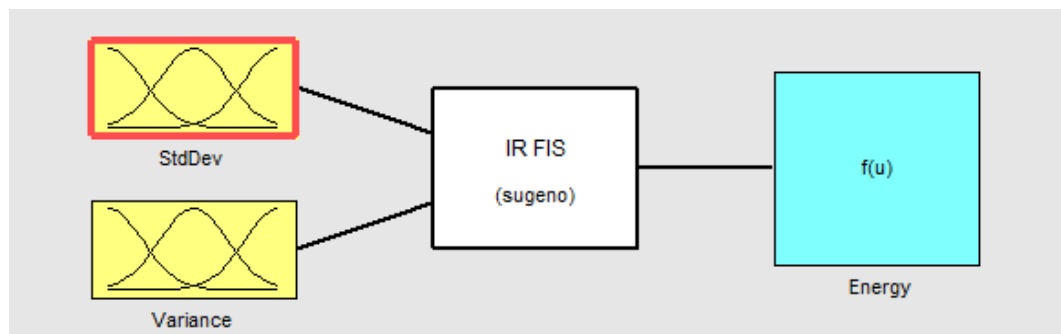 StdDev
IR FIS
(sugeno)
f(u)
Energy
Variance